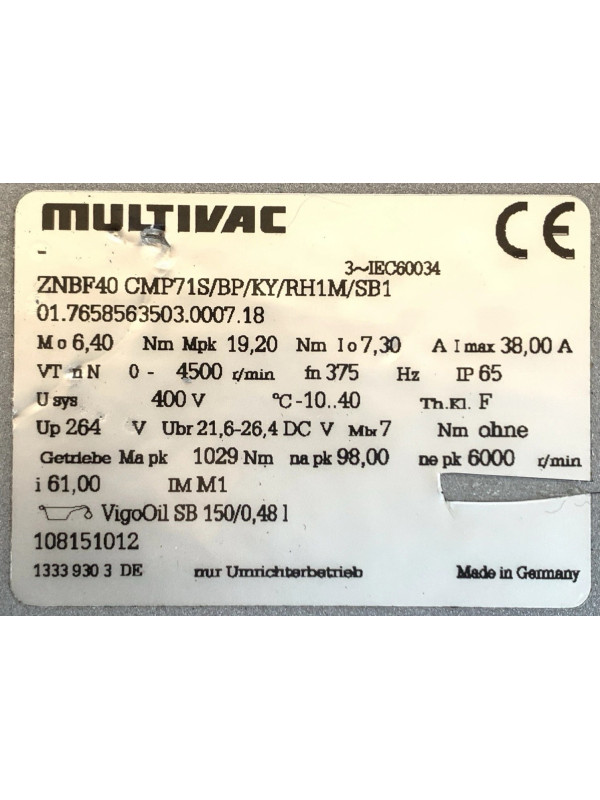 MULTIVAC CE
-
3~IEC60034
ZNBF40 CMP71S/BP/KY/RH1M/SB1
01.7658563503.0007.18
M o 6,40 Nm Mpk 19,20 Nm I o 7,30 A I max 38,00 A
VT n N 0 - 4500 r/min fn 375 Hz IP 65
U sys 400 V °C -10..40 Th.Kl. F
Up 264 V Ubr 21,6-26,4 DC V Mbr 7 Nm ohne
Getriebe Ma pk 1029 Nm na pk 98,00 ne pk 6000 r/min
i 61,00 IM M1
VigoOil SB 150/0,48 l
108151012
1333 930 3 DE nur Umrichterbetrieb Made in Germany